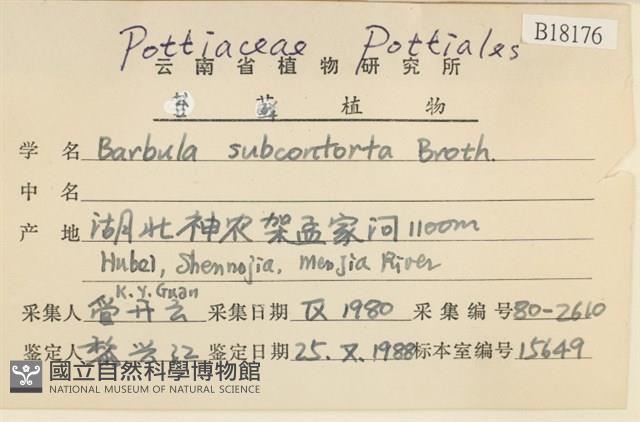 B18176
Pottiaceae Pottiales
云南省植物研究所
苔藓植物
学名 Barbula subcontorta Broth.
中名
产地 湖北神农架孟家河 1100m
Hubei, Shennojia, Menjia River
K.Y. Guan
采集人 管开云 采集日期 IX 1980 采集编号 80-2610
鉴定人 黎兴江 鉴定日期 25.X.1988 标本室编号 15649
國立自然科學博物館
NATIONAL MUSEUM OF NATURAL SCIENCE